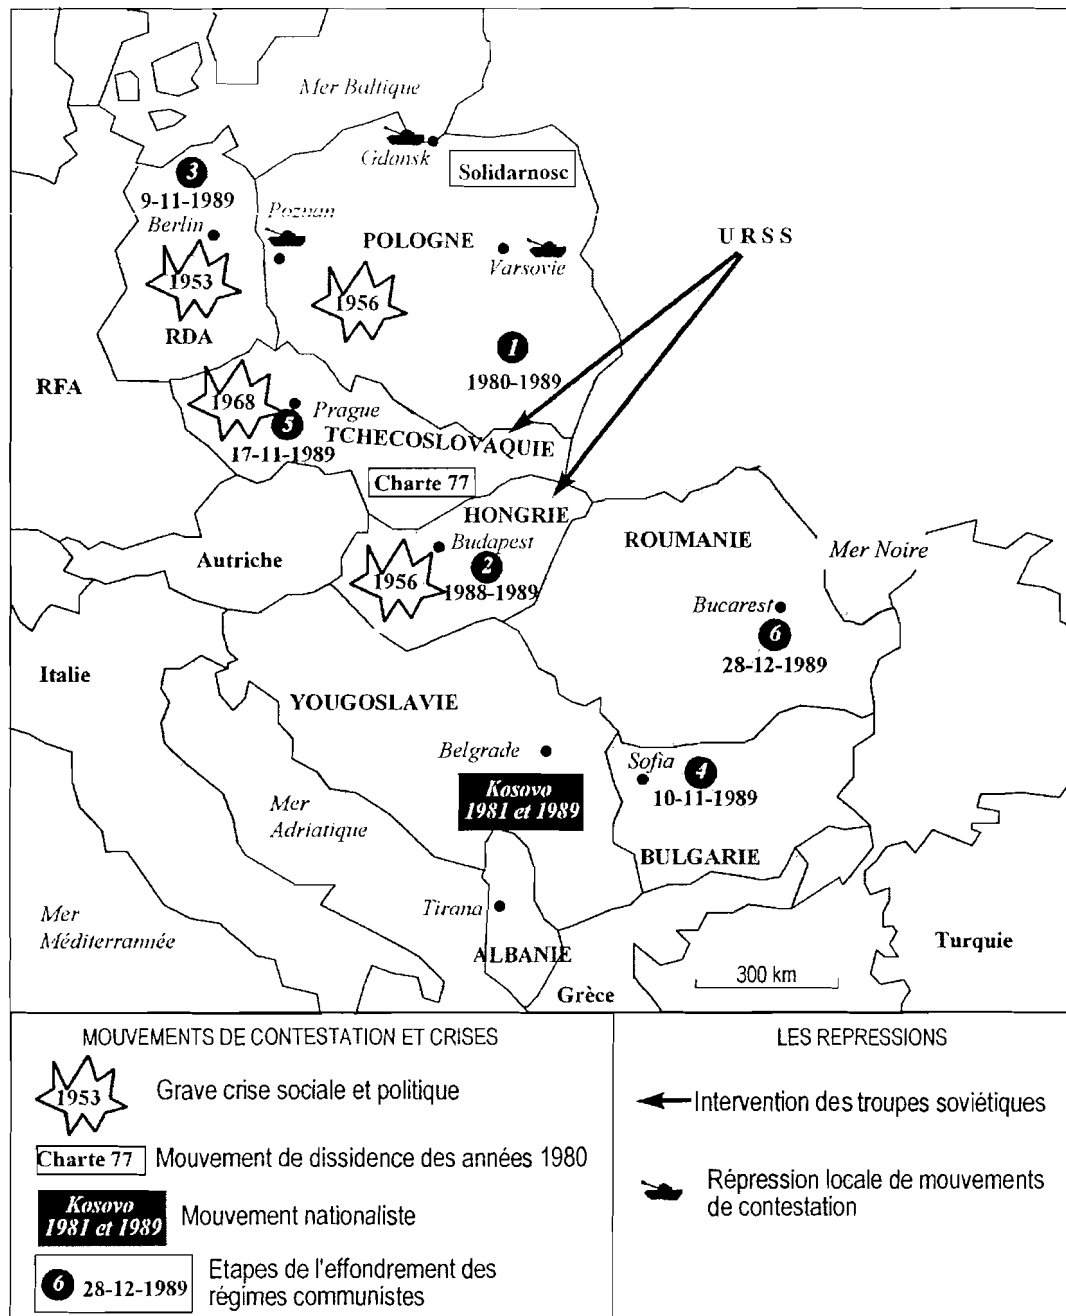 Mer Baltique
Gdansk
Solidarnosc
3
9-11-1989
Berlin
Poznan
POLOGNE
Varsovie
URSS
1953
1956
RDA
1
1980-1989
RFA
1968
Prague
5
TCHECOSLOVAQUIE
17-11-1989
Charte 77
HONGRIE
Budapest
ROUMANIE
Mer Noire
Autriche
1956
2
1988-1989
Bucarest
6
28-12-1989
Italie
YOUGOSLAVIE
Belgrade
Sofia
4
10-11-1989
Kosovo
1981 et 1989
Mer
Adriatique
BULGARIE
Tirana
Mer
Méditerrannée
ALBANIE
Turquie
Grèce
300 km
MOUVEMENTS DE CONTESTATION ET CRISES
1953
Grave crise sociale et politique
Charte 77
Mouvement de dissidence des années 1980
Kosovo
1981 et 1989
Mouvement nationaliste
6 28-12-1989
Etapes de l'effondrement des
régimes communistes
LES REPRESSIONS
Intervention des troupes soviétiques
Répression locale de mouvements
de contestation